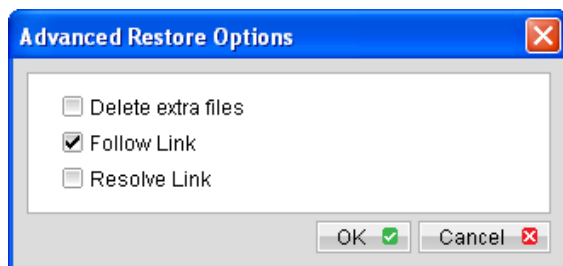 Advanced Restore Options
Delete extra files
Follow Link
Resolve Link
OK Cancel